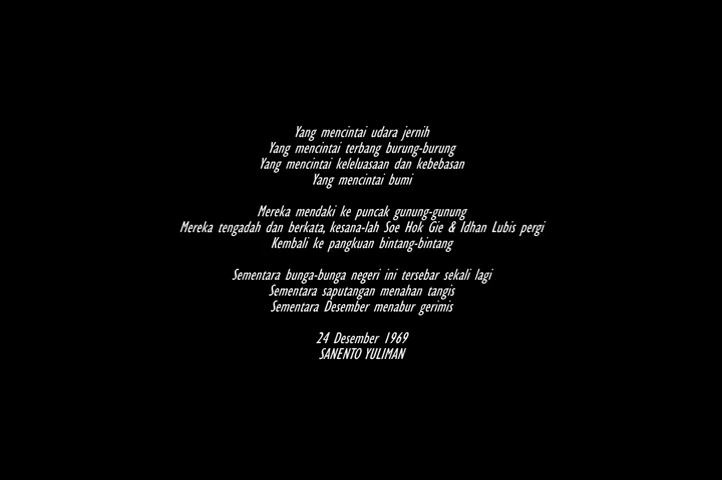 Yang mencintai udara jernih
Yang mencintai terbang burung-burung
Yang mencintai keleluasaan dan kebebasan
Yang mencintai bumi
Mereka mendaki ke puncak gunung-gunung
Mereka tengadah dan berkata, kesana-lah Soe Hok Gie & Idhan Lubis pergi
Kembali ke pangkuan bintang-bintang
Sementara bunga-bunga negeri ini tersebar sekali lagi
Sementara saputangan menahan tangis
Sementara Desember menabur gerimis
24 Desember 1969
SANENTO YULIMAN